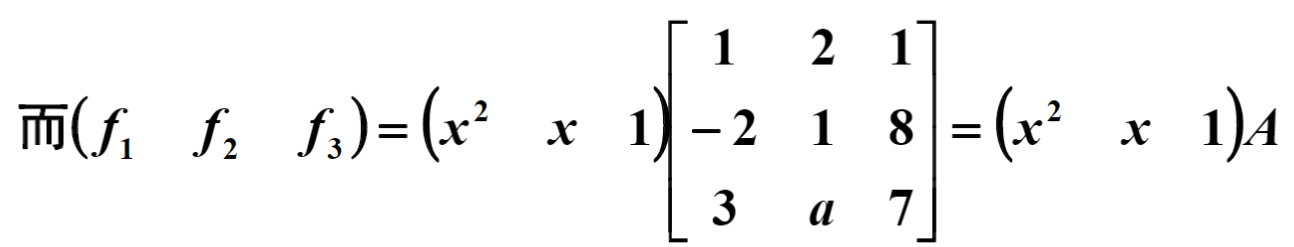 而(f₁ f₂ f₃)=(x² x 1)[1 2 1; −2 1 8; 3 a 7]=(x² x 1)A